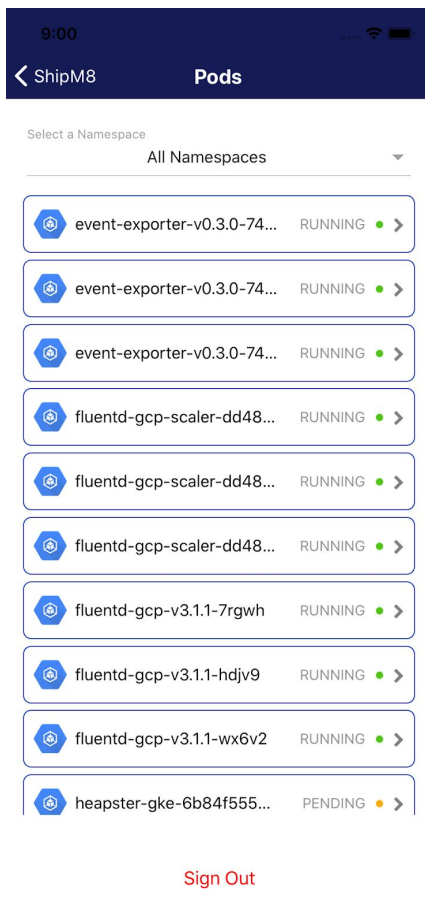 9:00
ShipM8
Pods
Select a Namespace
All Namespaces
event-exporter-v0.3.0-74... RUNNING
event-exporter-v0.3.0-74... RUNNING
event-exporter-v0.3.0-74... RUNNING
fluentd-gcp-scaler-dd48... RUNNING
fluentd-gcp-scaler-dd48... RUNNING
fluentd-gcp-scaler-dd48... RUNNING
fluentd-gcp-v3.1.1-7rgwh RUNNING
fluentd-gcp-v3.1.1-hdjv9 RUNNING
fluentd-gcp-v3.1.1-wx6v2 RUNNING
heapster-gke-6b84f555... PENDING
Sign Out